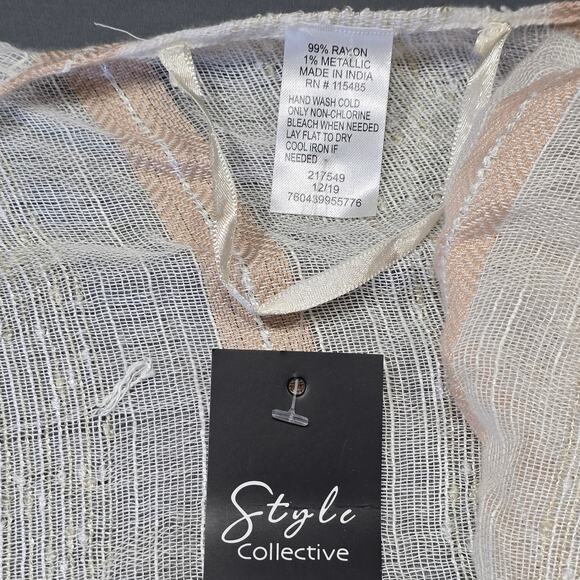 99% RAYON
1% METALLIC
MADE IN INDIA
RN # 115485
HAND WASH COLD
ONLY NON-CHLORINE
BLEACH WHEN NEEDED
LAY FLAT TO DRY
COOL IRON IF
NEEDED
217549
12/19
760439955776
Style
Collective